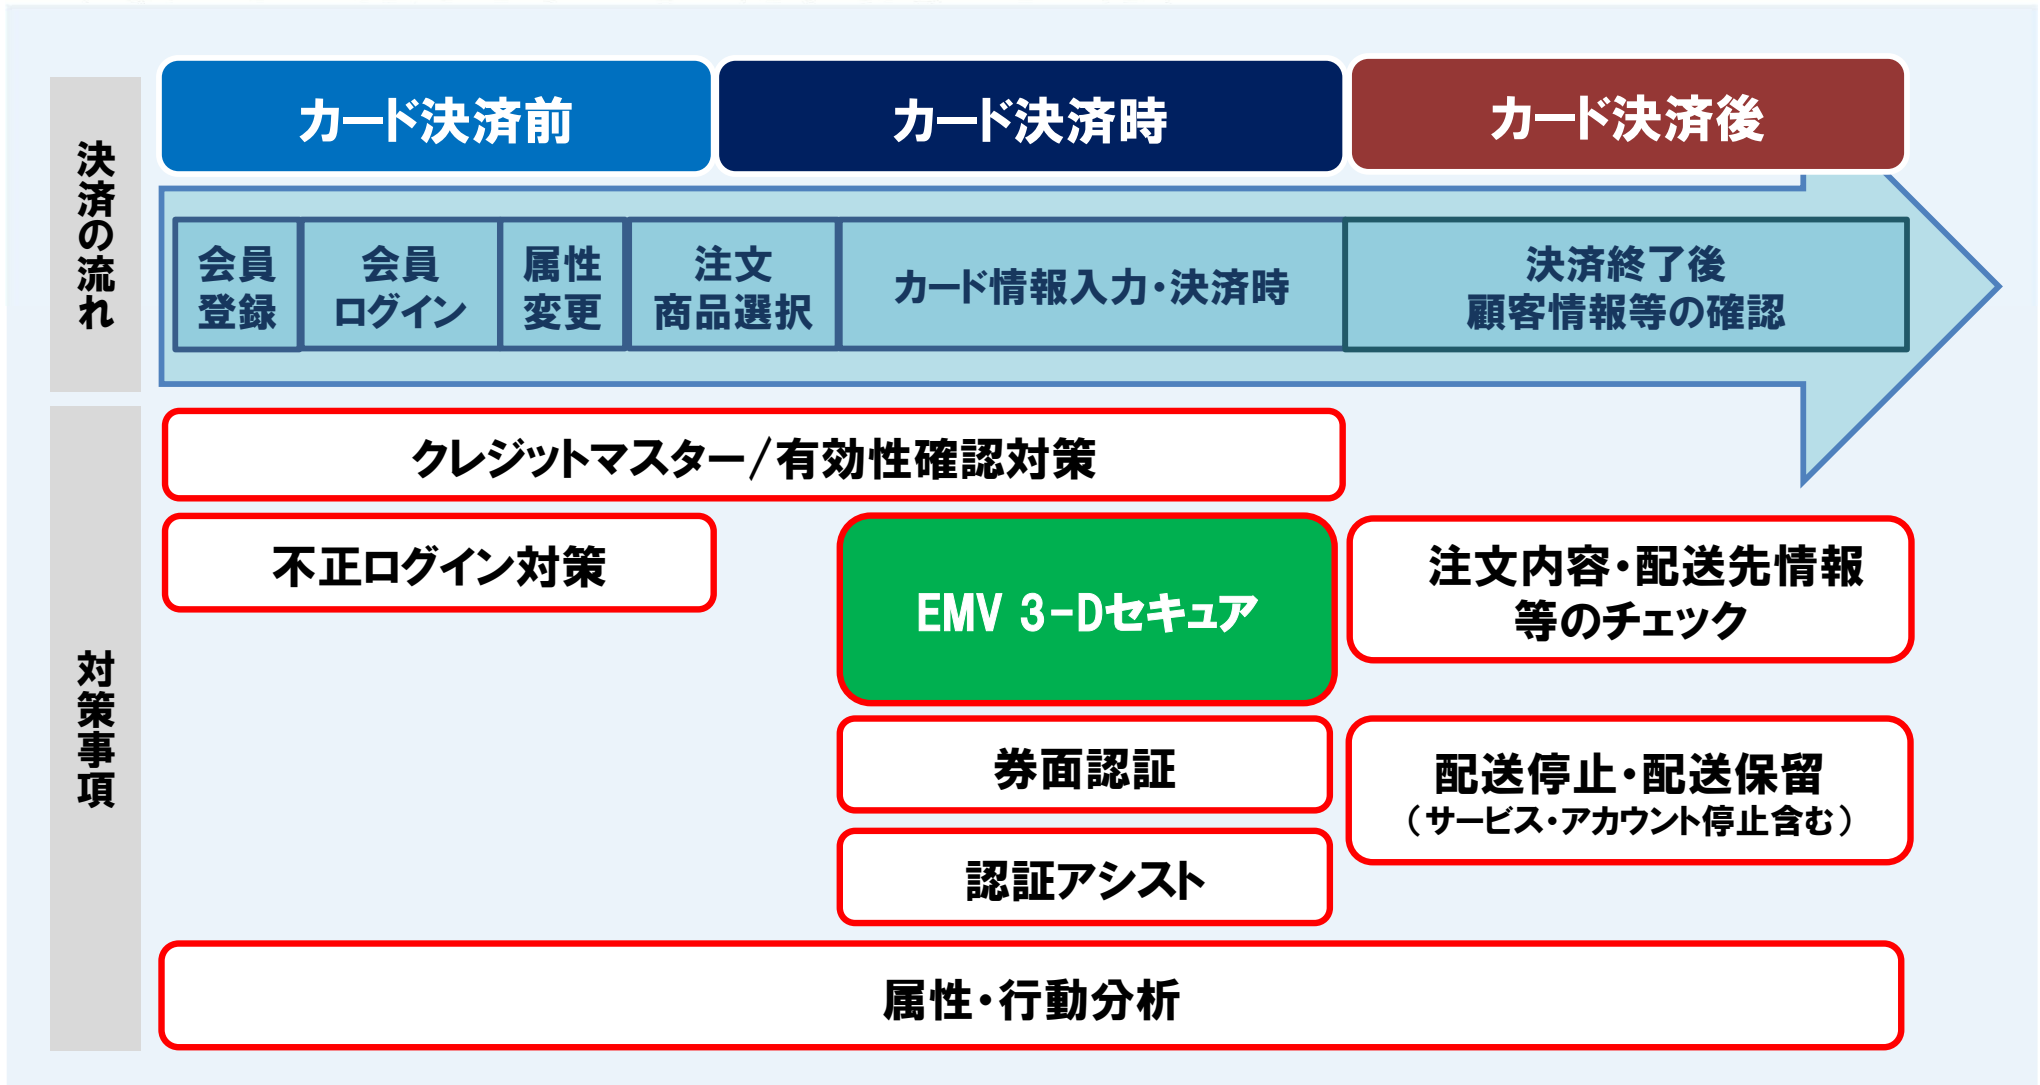 カード決済前
カード決済時
カード決済後
決済の流れ
会員
登録
会員
ログイン
属性
変更
注文
商品選択
カード情報入力・決済時
決済終了後
顧客情報等の確認
対策事項
クレジットマスター/有効性確認対策
不正ログイン対策
EMV 3-Dセキュア
注文内容・配送先情報
等のチェック
券面認証
配送停止・配送保留
(サービス・アカウント停止含む)
認証アシスト
属性・行動分析